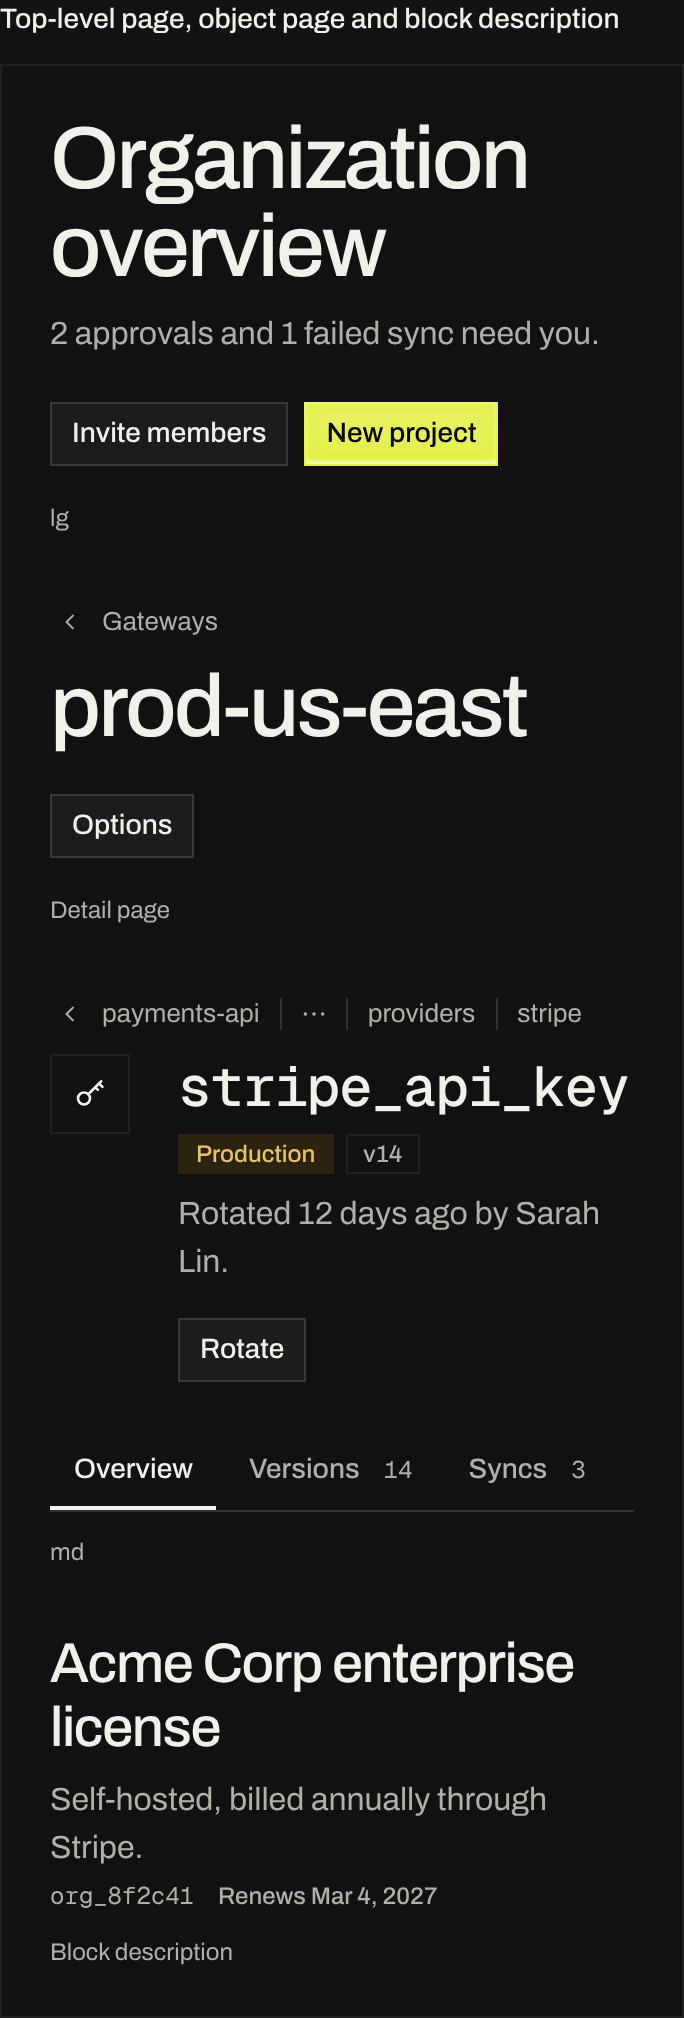 Top-level page, object page and block description
Organization
overview
2 approvals and 1 failed sync need you.
Invite members New project
lg
Gateways
prod-us-east
Options
Detail page
payments-api ··· providers stripe
stripe_api_key
Production v14
Rotated 12 days ago by Sarah
Lin.
Rotate
Overview Versions 14 Syncs 3
md
Acme Corp enterprise
license
Self-hosted, billed annually through
Stripe.
org_8f2c41 Renews Mar 4, 2027
Block description